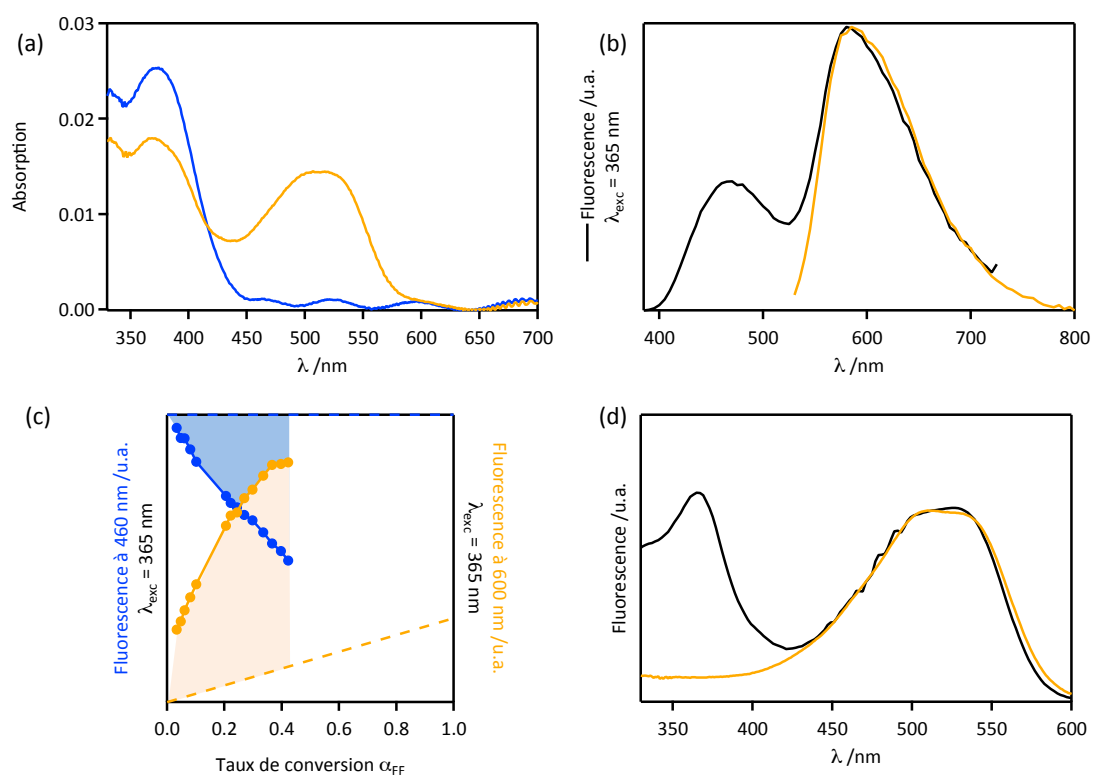 (a)
0.03
0.02
0.01
0.00
Absorption
350 400 450 500 550 600 650 700
λ /nm
(b)
Fluorescence /u.a.
λexc = 365 nm
400 500 600 700 800
λ /nm
(c)
Fluorescence à 460 nm /u.a.
λexc = 365 nm
λexc = 365 nm
Fluorescence à 600 nm /u.a.
0.0 0.2 0.4 0.6 0.8 1.0
Taux de conversion αFF
(d)
Fluorescence /u.a.
350 400 450 500 550 600
λ /nm